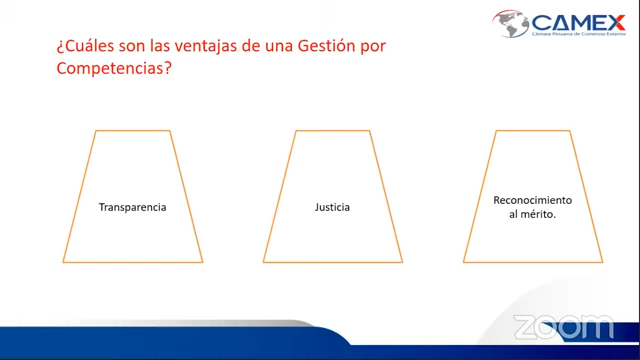 CAMEX
Cámara Peruana de Comercio Exterior
¿Cuáles son las ventajas de una Gestión por
Competencias?
Transparencia
Justicia
Reconocimiento
al mérito.
zoom